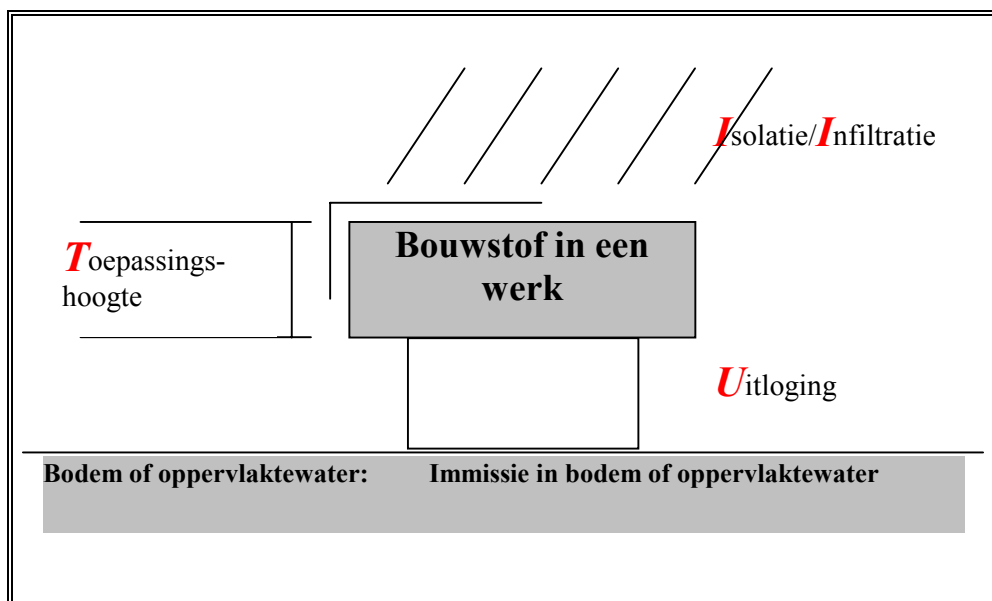 Isolatie/Infiltratie
Bouwstof in een
werk
Toepassings-
hoogte
Uitloging
Bodem of oppervlaktewater: Immissie in bodem of oppervlaktewater